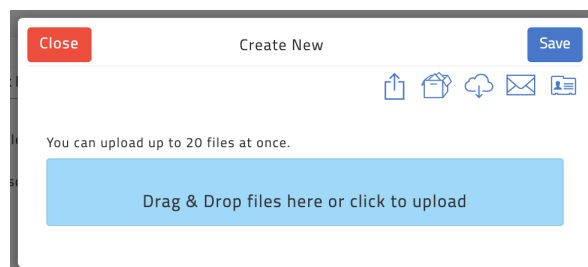 Close
Create New
Save
You can upload up to 20 files at once.
Drag & Drop files here or click to upload